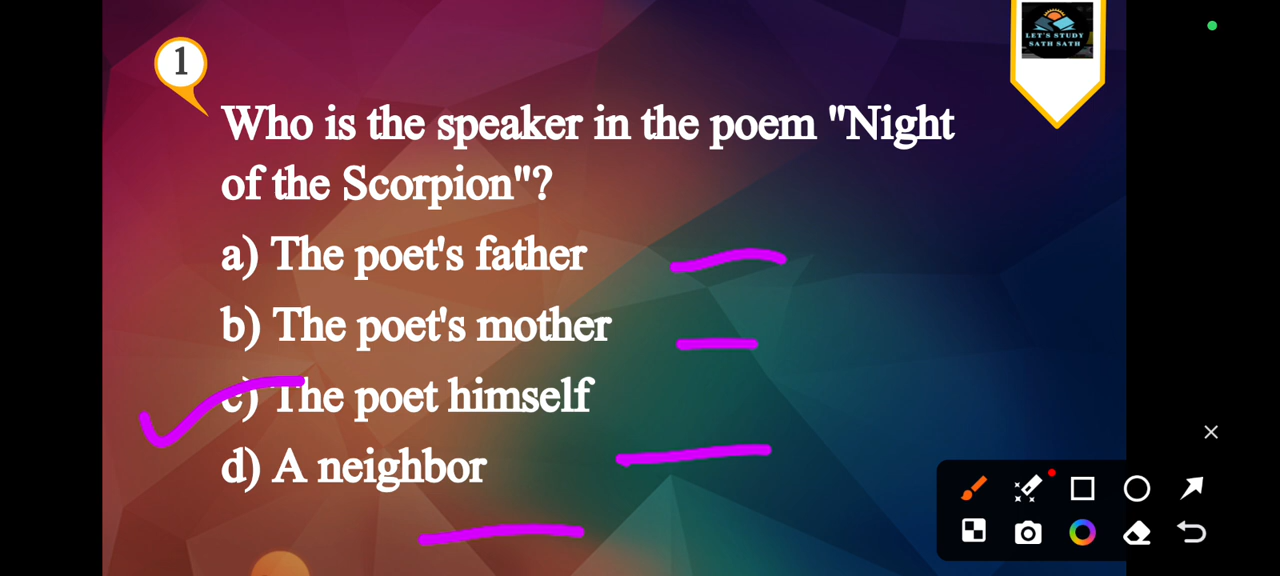 1
LET'S STUDY
SATH SATH
Who is the speaker in the poem "Night
of the Scorpion"?
a) The poet's father
b) The poet's mother
c) The poet himself
d) A neighbor